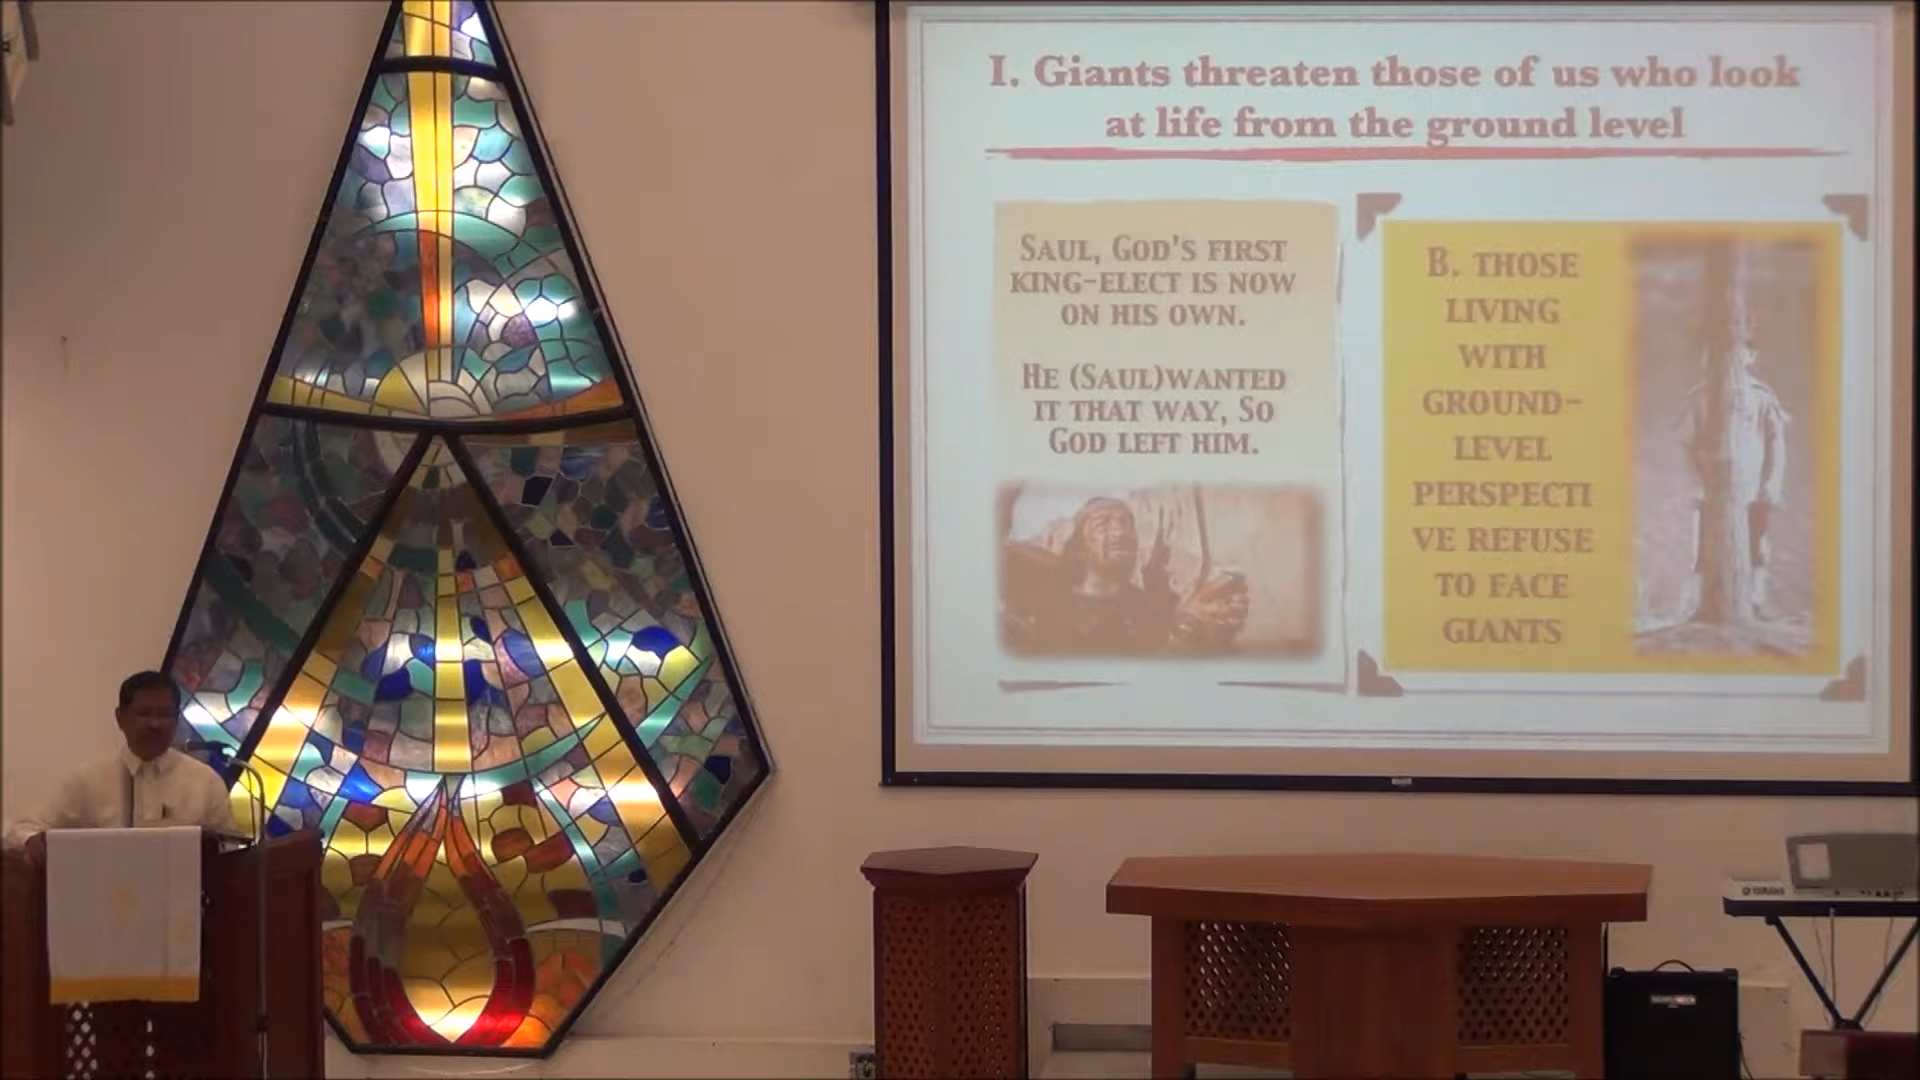 I. Giants threaten those of us who look
at life from the ground level
SAUL, GOD'S FIRST
KING-ELECT IS NOW
ON HIS OWN.
HE (SAUL)WANTED
IT THAT WAY, SO
GOD LEFT HIM.
B. THOSE
LIVING
WITH
GROUND-
LEVEL
PERSPECTI
VE REFUSE
TO FACE
GIANTS
YAMAHA